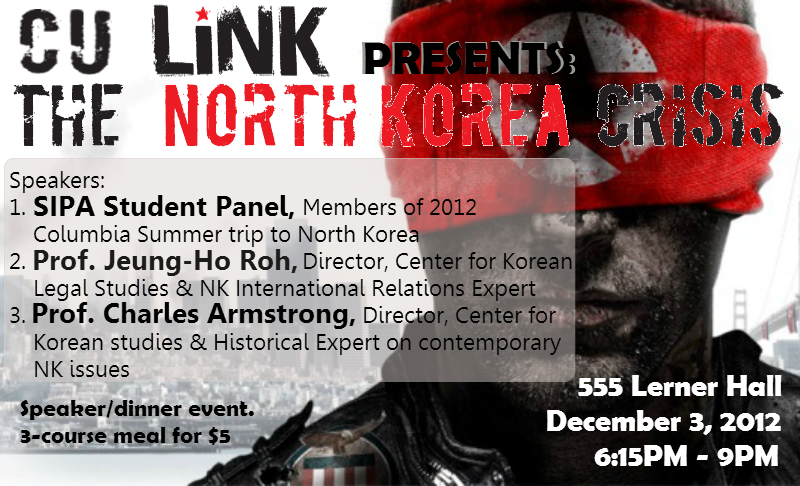 CU LiNK PRESENTS:
THE NORTH KOREA CRiSiS
Speakers:
1. SIPA Student Panel, Members of 2012
Columbia Summer trip to North Korea
2. Prof. Jeung-Ho Roh, Director, Center for Korean
Legal Studies & NK International Relations Expert
3. Prof. Charles Armstrong, Director, Center for
Korean studies & Historical Expert on contemporary
NK issues
Speaker/dinner event.
3-course meal for $5
555 Lerner Hall
December 3, 2012
6:15PM - 9PM